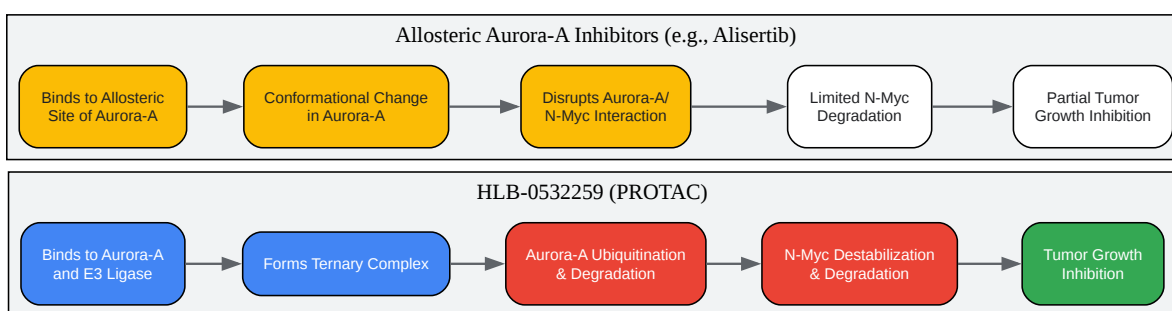 Allosteric Aurora-A Inhibitors (e.g., Alisertib)
Binds to Allosteric
Site of Aurora-A
Conformational Change
in Aurora-A
Disrupts Aurora-A/
N-Myc Interaction
Limited N-Myc
Degradation
Partial Tumor
Growth Inhibition
HLB-0532259 (PROTAC)
Binds to Aurora-A
and E3 Ligase
Forms Ternary Complex
Aurora-A Ubiquitination
& Degradation
N-Myc Destabilization
& Degradation
Tumor Growth
Inhibition